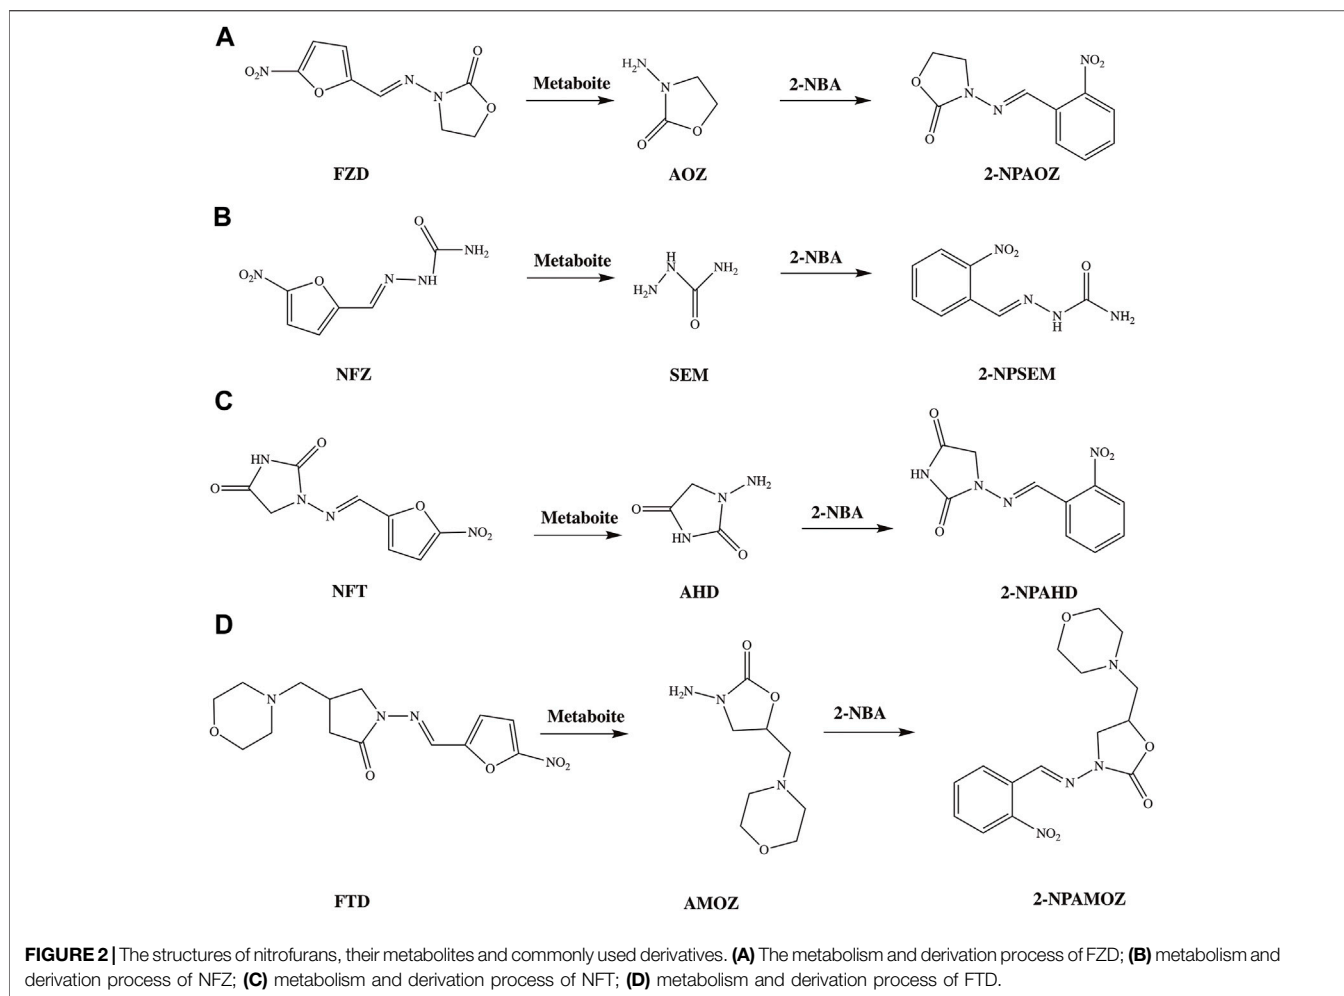 A
O₂N
O
N
N
O
O
Metaboite
H₂N
N
O
O
2-NBA
O
N
N
O
NO₂
FZD
AOZ
2-NPAOZ
B
O₂N
O
N
NH
O
NH₂
Metaboite
H₂N
H
N
NH₂
O
2-NBA
NO₂
N
N
H
O
NH₂
NFZ
SEM
2-NPSEM
C
HN
O
O
N
N
O
NO₂
Metaboite
O
N
NH₂
HN
O
2-NBA
O
HN
N
N
O
NO₂
NFT
AHD
2-NPAHD
D
O
N
N
N
O
O
NO₂
Metaboite
O
H₂N
N
O
N
O
2-NBA
O
N
O
N
N
O
NO₂
FTD
AMOZ
2-NPAMOZ
FIGURE 2 | The structures of nitrofurans, their metabolites and commonly used derivatives. (A) The metabolism and derivation process of FZD; (B) metabolism and
derivation process of NFZ; (C) metabolism and derivation process of NFT; (D) metabolism and derivation process of FTD.